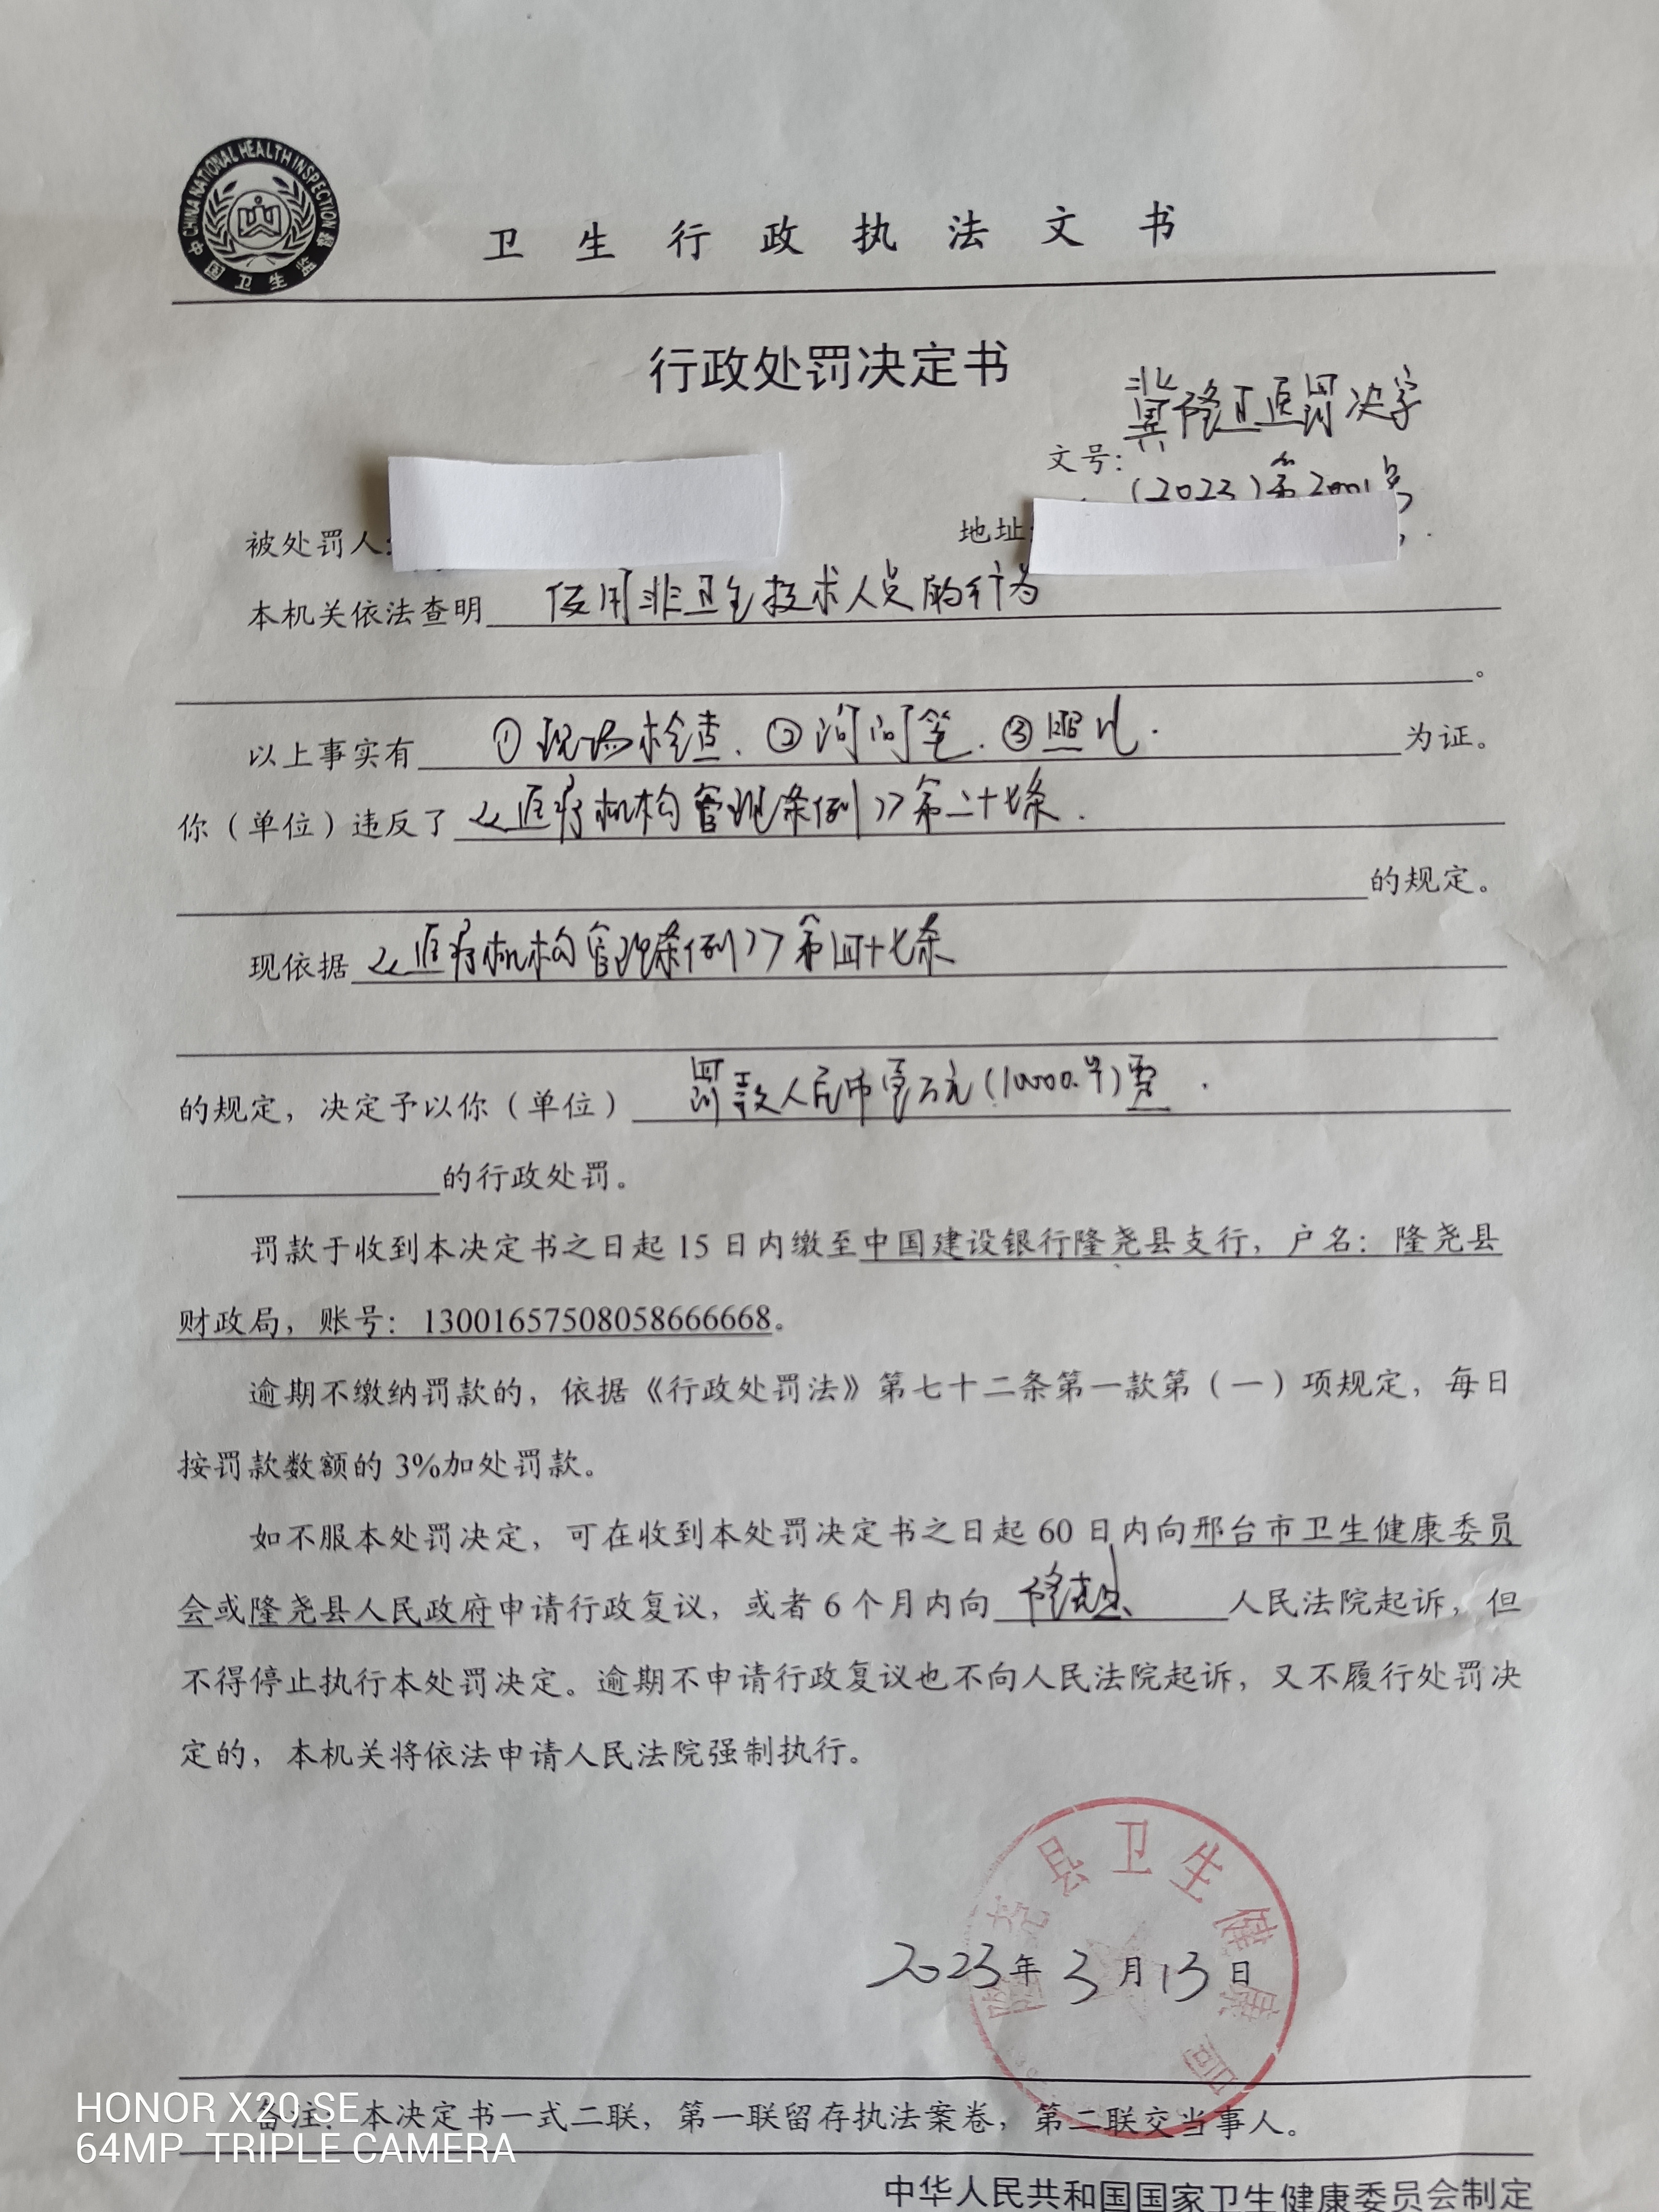 CHINA NATIONAL HEALTH INSPECTION
中国卫生监督
卫生行政执法文书
行政处罚决定书
冀隆卫医罚决字
文号：
(2023)第2001号
被处罚人：
地址：
本机关依法查明 使用非卫生技术人员的行为
。
以上事实有 ①现场检查、②询问笔、③照片. 为证。
你（单位）违反了《医疗机构管理条例》第二十七条.
的规定。
现依据《医疗机构管理条例》第四十七条
的规定，决定予以你（单位） 罚款人民币壹万元(10000.00)
的行政处罚。
罚款于收到本决定书之日起 15 日内缴至中国建设银行隆尧县支行，户名：隆尧县
财政局，账号：13001657508058666668。
逾期不缴纳罚款的，依据《行政处罚法》第七十二条第一款第（一）项规定，每日
按罚款数额的 3%加处罚款。
如不服本处罚决定，可在收到本处罚决定书之日起 60 日内向邢台市卫生健康委员
会或隆尧县人民政府申请行政复议，或者 6 个月内向 隆尧县 人民法院起诉，但
不得停止执行本处罚决定。逾期不申请行政复议也不向人民法院起诉，又不履行处罚决
定的，本机关将依法申请人民法院强制执行。
隆尧县卫生健康局
2023年3月13日
备注：本决定书一式二联，第一联留存执法案卷，第二联交当事人。
中华人民共和国国家卫生健康委员会制定
HONOR X20 SE
64MP TRIPLE CAMERA